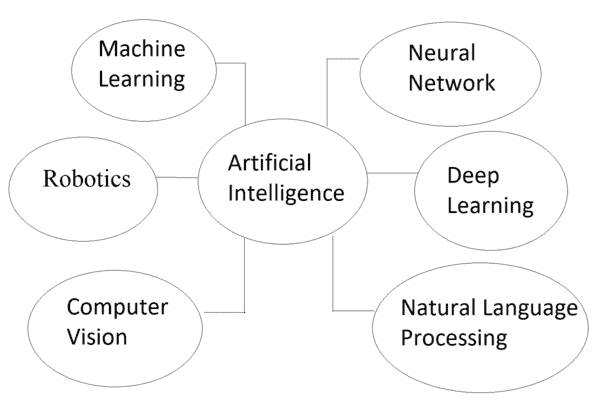 Machine
Learning
Neural
Network
Artificial
Intelligence
Robotics
Deep
Learning
Computer
Vision
Natural Language
Processing